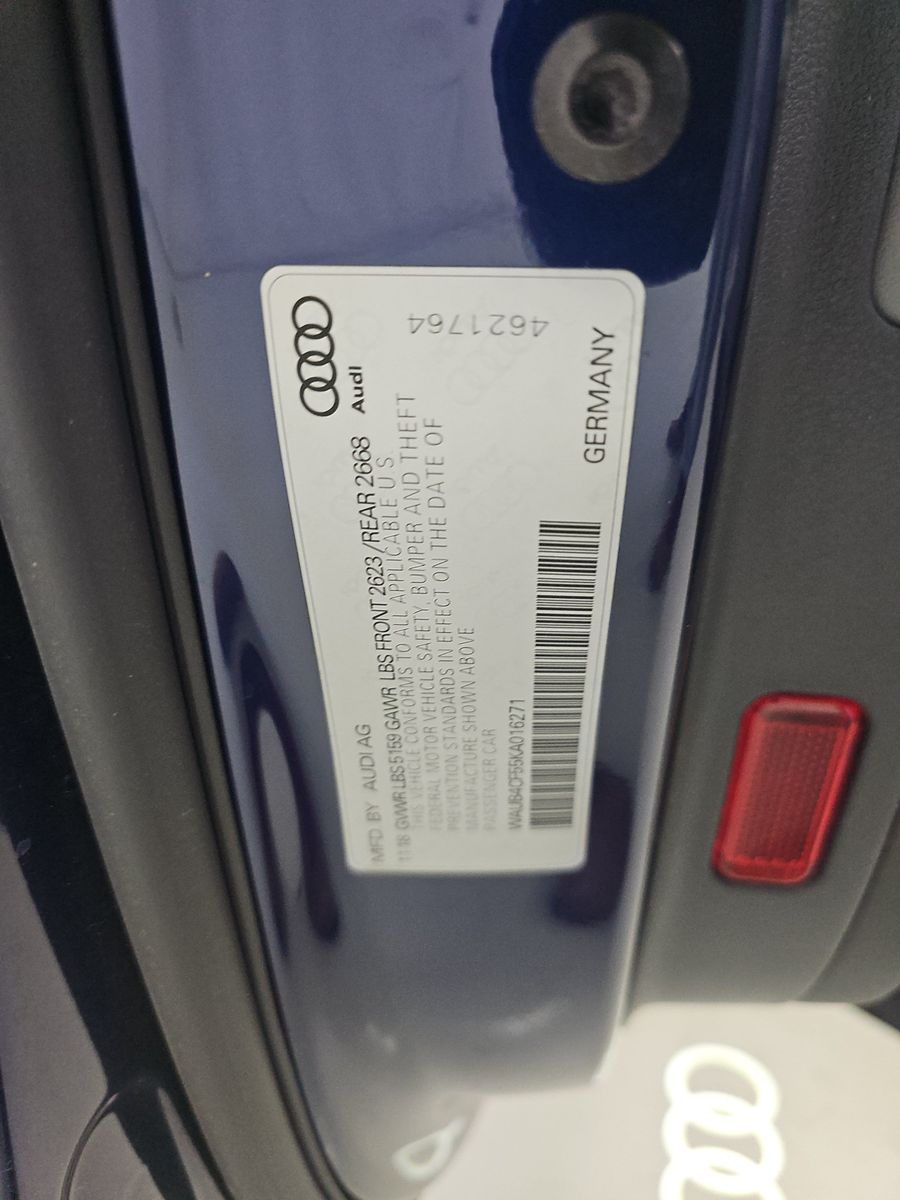 MFD BY AUDI AG
11.18 GVWR LBS 5159 GAWR LBS FRONT 2623 /REAR 2668
THIS VEHICLE CONFORMS TO ALL APPLICABLE U.S.
FEDERAL MOTOR VEHICLE SAFETY, BUMPER AND THEFT
PREVENTION STANDARDS IN EFFECT ON THE DATE OF
MANUFACTURE SHOWN ABOVE
PASSENGER CAR
WAUB4CF55KA016271
Audi
4621764
GERMANY